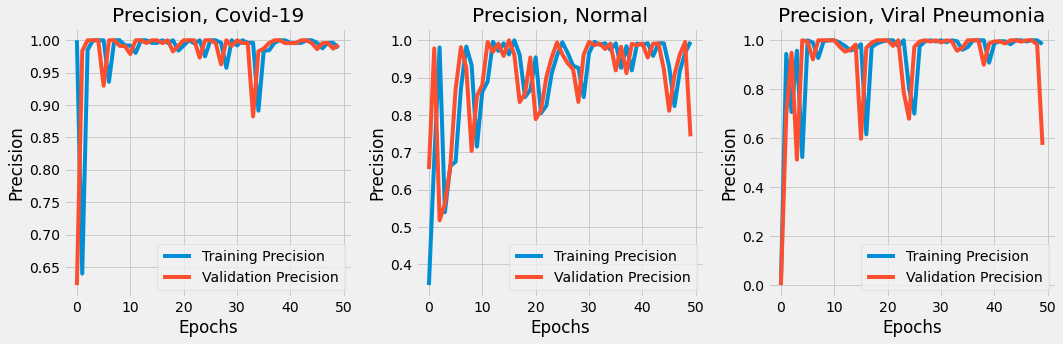 Precision, Covid-19
1.00
0.95
0.90
0.85
0.80
0.75
0.70
0.65
Precision
0 10 20 30 40 50
Epochs
Training Precision
Validation Precision
Precision, Normal
1.0
0.9
0.8
0.7
0.6
0.5
0.4
Precision
0 10 20 30 40 50
Epochs
Training Precision
Validation Precision
Precision, Viral Pneumonia
1.0
0.8
0.6
0.4
0.2
0.0
Precision
0 10 20 30 40 50
Epochs
Training Precision
Validation Precision